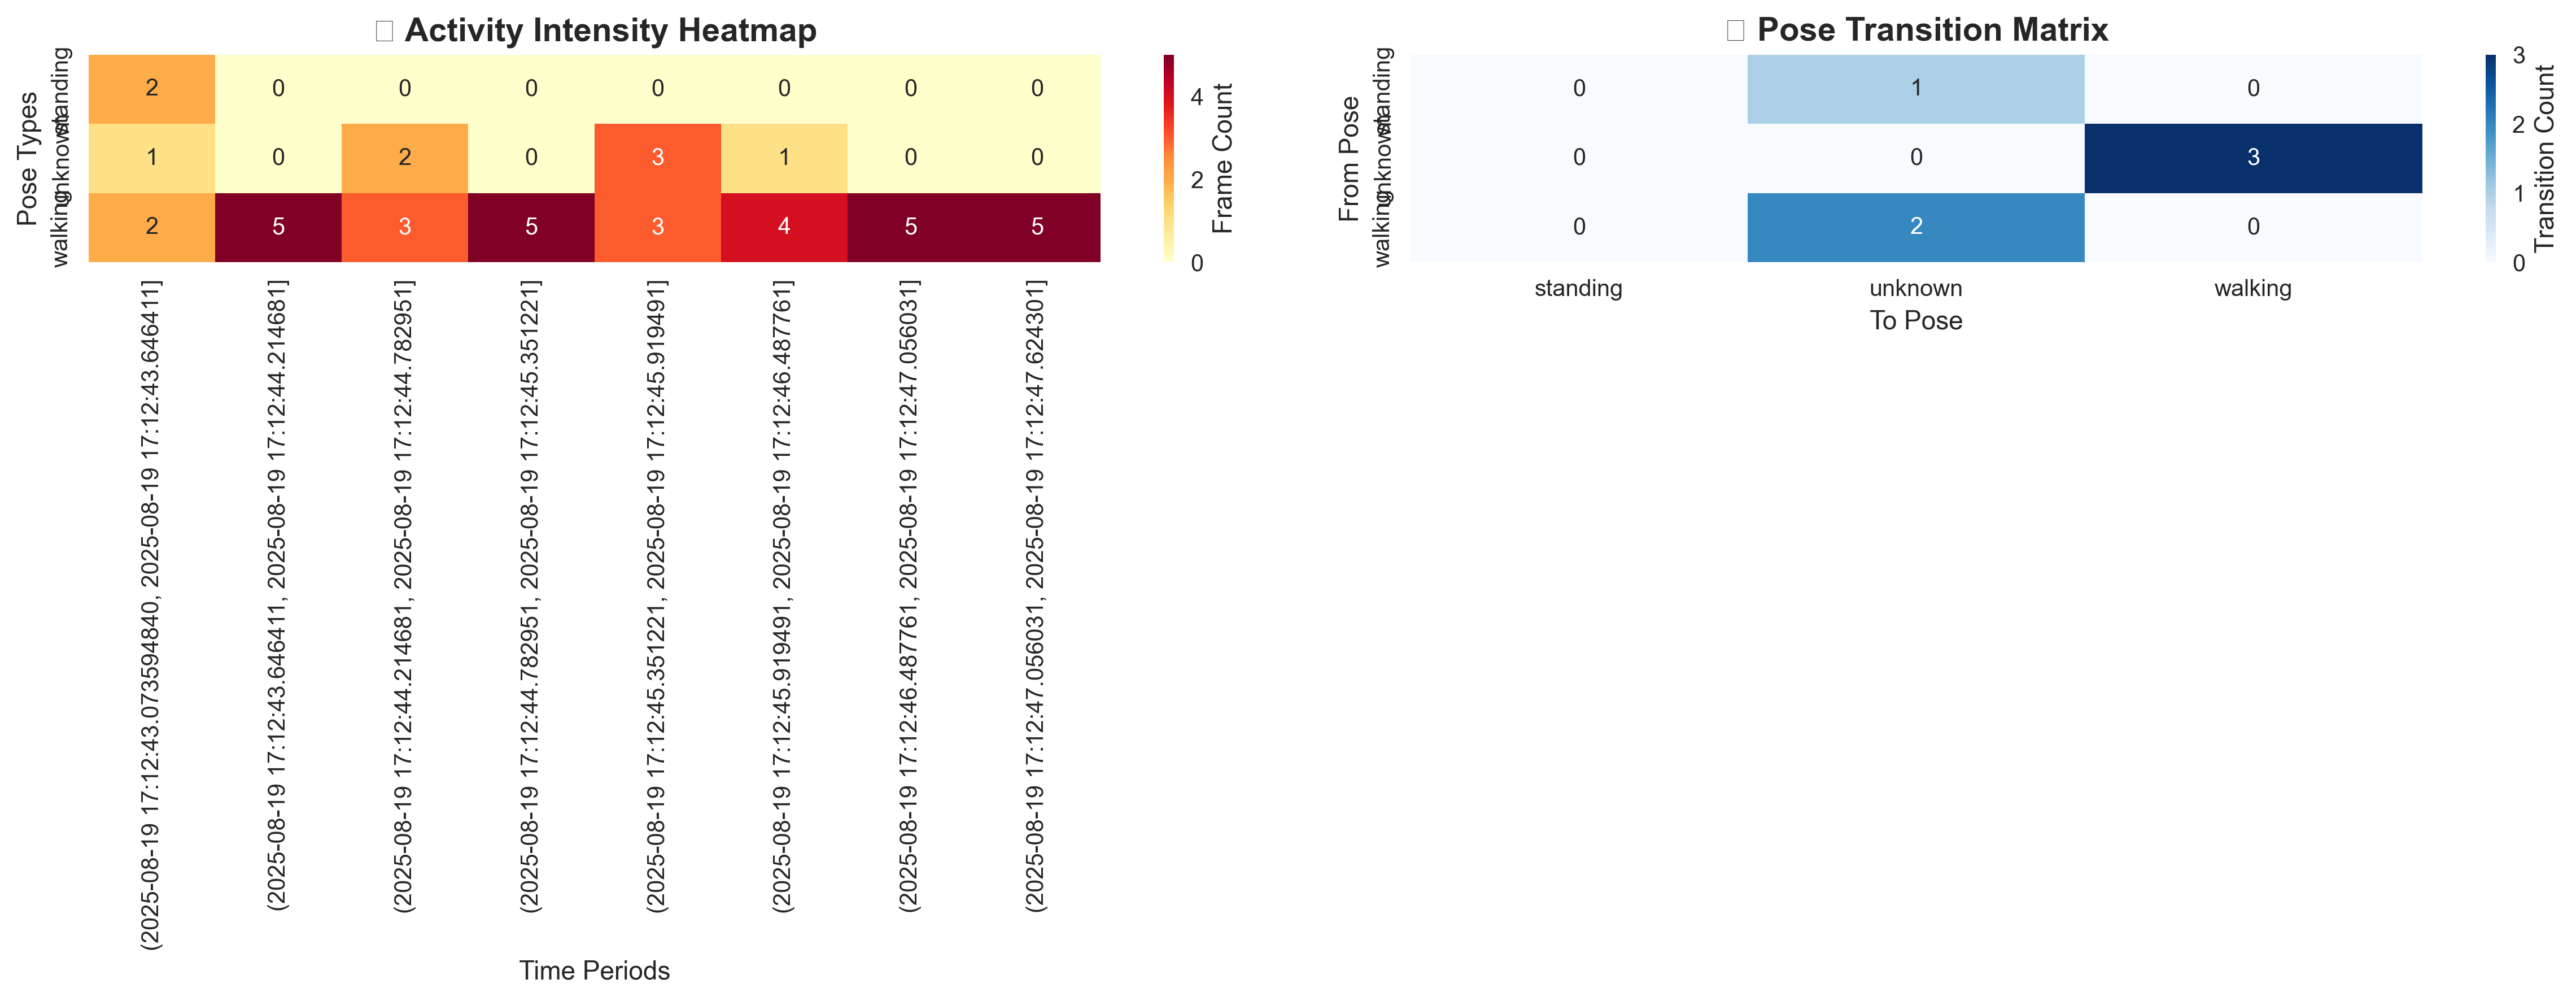 Activity Intensity Heatmap
Pose Types
standing
unknown
walking
2 0 0 0 0 0 0 0
1 0 2 0 3 1 0 0
2 5 3 5 3 4 5 5
(2025-08-19 17:12:43.073594840, 2025-08-19 17:12:43.646411]
(2025-08-19 17:12:43.646411, 2025-08-19 17:12:44.214681]
(2025-08-19 17:12:44.214681, 2025-08-19 17:12:44.782951]
(2025-08-19 17:12:44.782951, 2025-08-19 17:12:45.351221]
(2025-08-19 17:12:45.351221, 2025-08-19 17:12:45.919491]
(2025-08-19 17:12:45.919491, 2025-08-19 17:12:46.487761]
(2025-08-19 17:12:46.487761, 2025-08-19 17:12:47.056031]
(2025-08-19 17:12:47.056031, 2025-08-19 17:12:47.624301]
Time Periods
4
2
0
Frame Count
Pose Transition Matrix
From Pose
standing
unknown
walking
0 1 0
0 0 3
0 2 0
standing unknown walking
To Pose
3
2
1
0
Transition Count